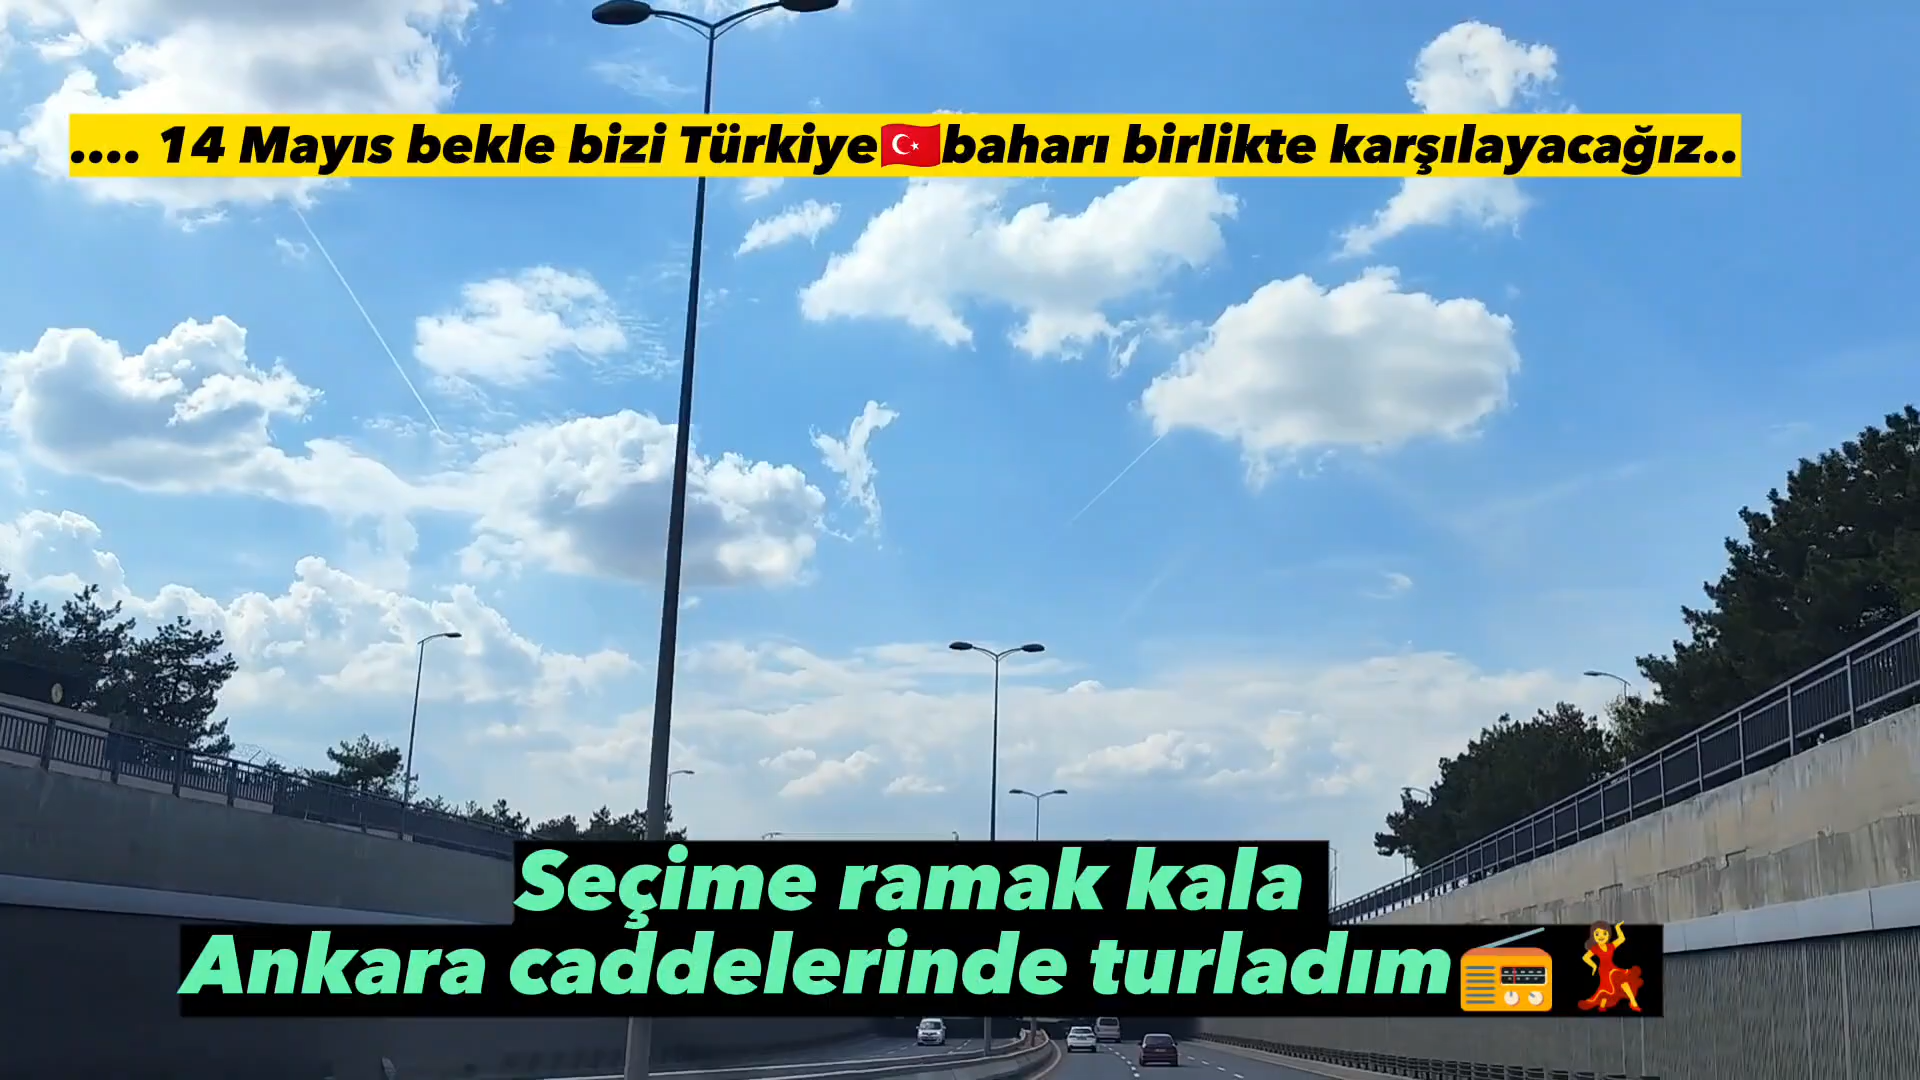 .... 14 Mayıs bekle bizi Türkiye🇹🇷baharı birlikte karşılayacağız..
Seçime ramak kala
Ankara caddelerinde turladım📻💃